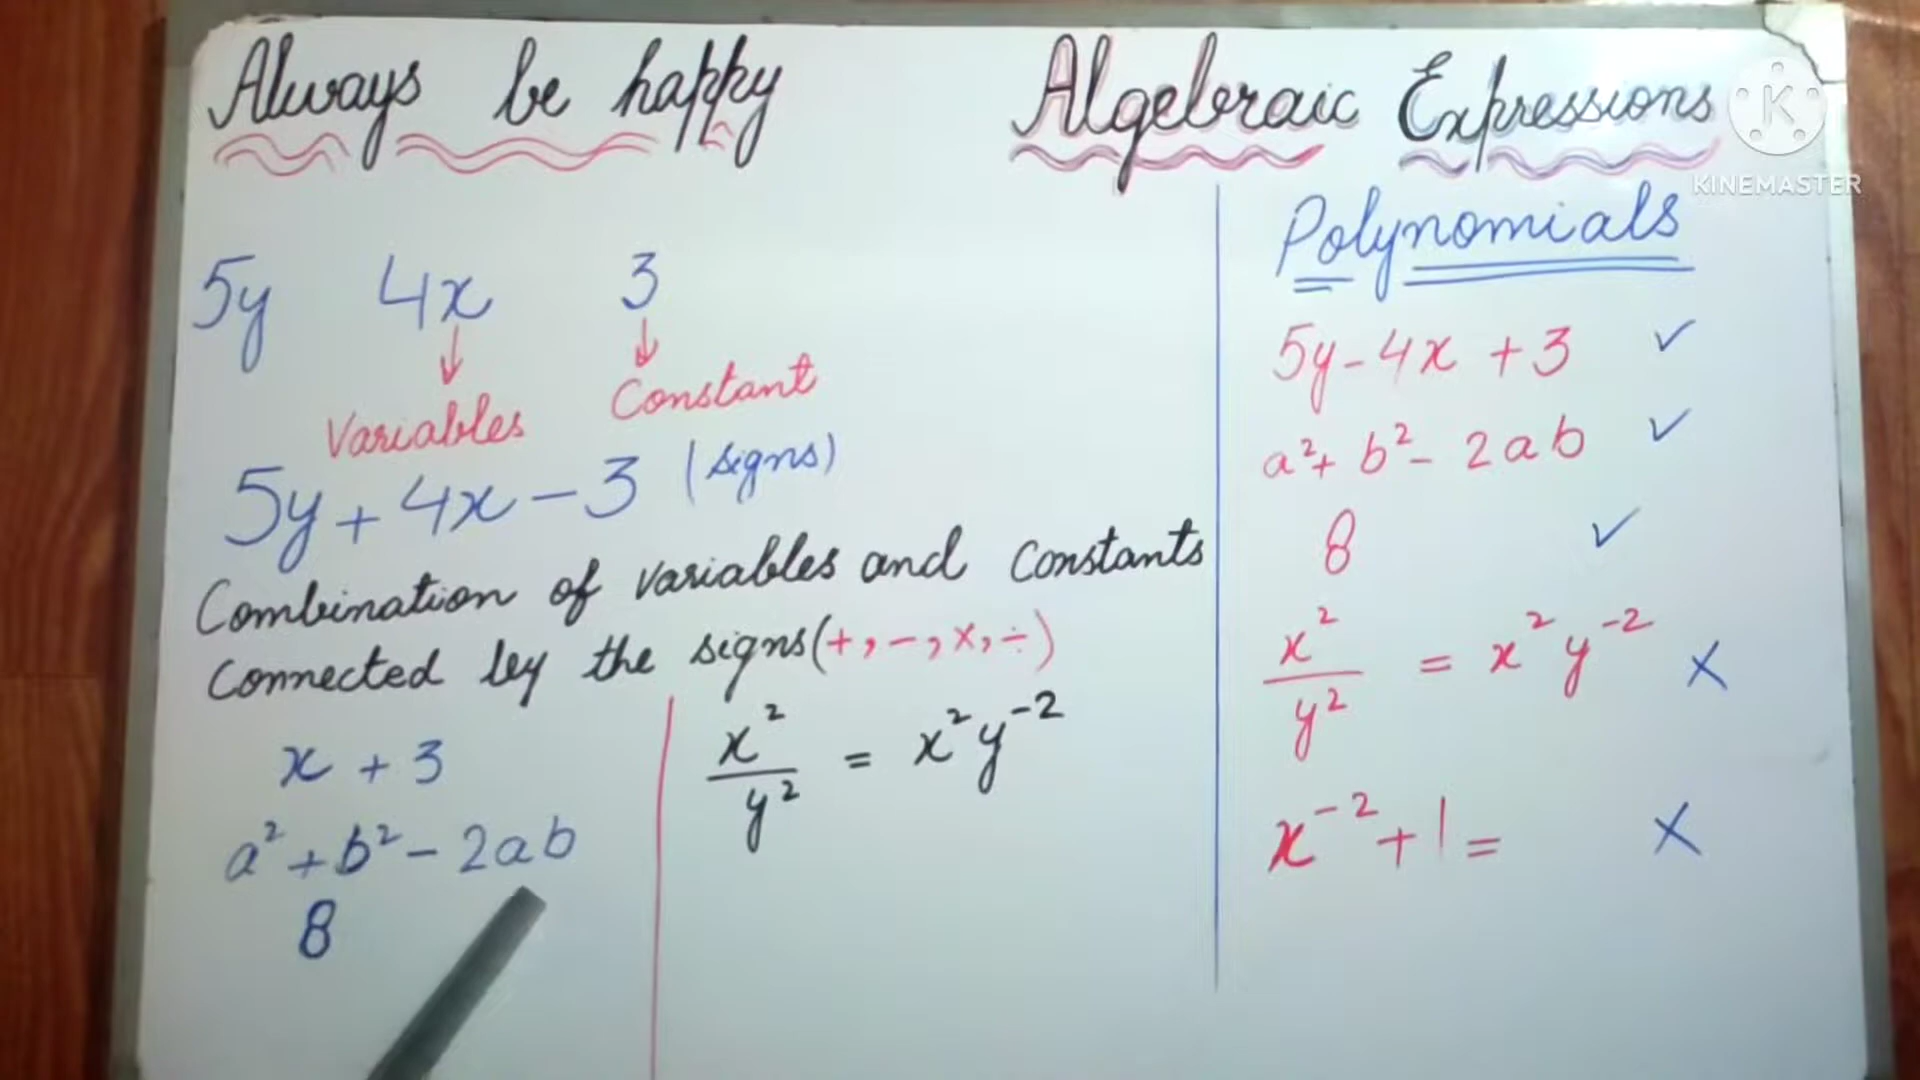 Always be happy
Algebraic Expressions
KINEMASTER
5y 4x 3
Variables Constant
5y + 4x - 3 (signs)
Combination of variables and constants
connected by the signs (+, -, x, ÷)
x + 3
a² + b² - 2ab
8
x²/y² = x² y⁻²
Polynomials
5y - 4x + 3 ✓
a² + b² - 2ab ✓
8 ✓
x²/y² = x² y⁻² ✗
x⁻² + 1 = ✗